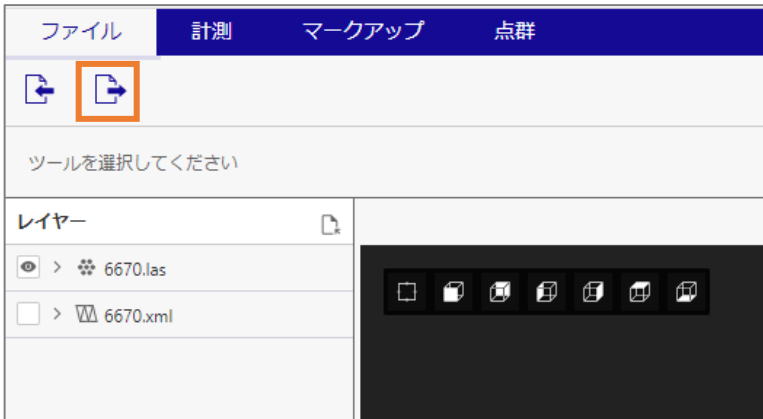 ファイル 計測 マークアップ 点群
ツールを選択してください
レイヤー
6670.las
6670.xml